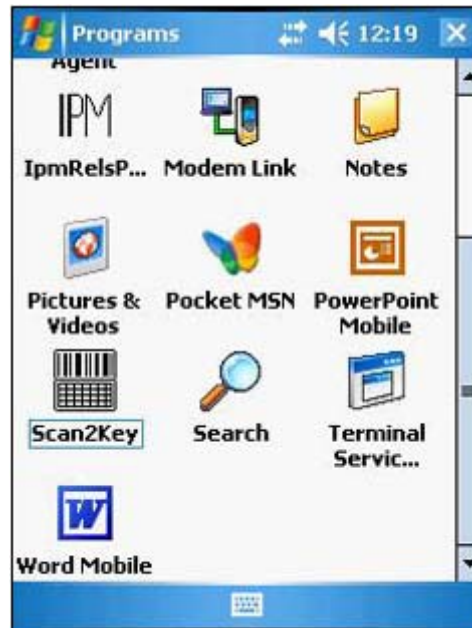 Programs 12:19
Agent
IPM
IpmRelsP... Modem Link Notes
Pictures & Videos Pocket MSN PowerPoint Mobile
Scan2Key Search Terminal Servic...
W
Word Mobile